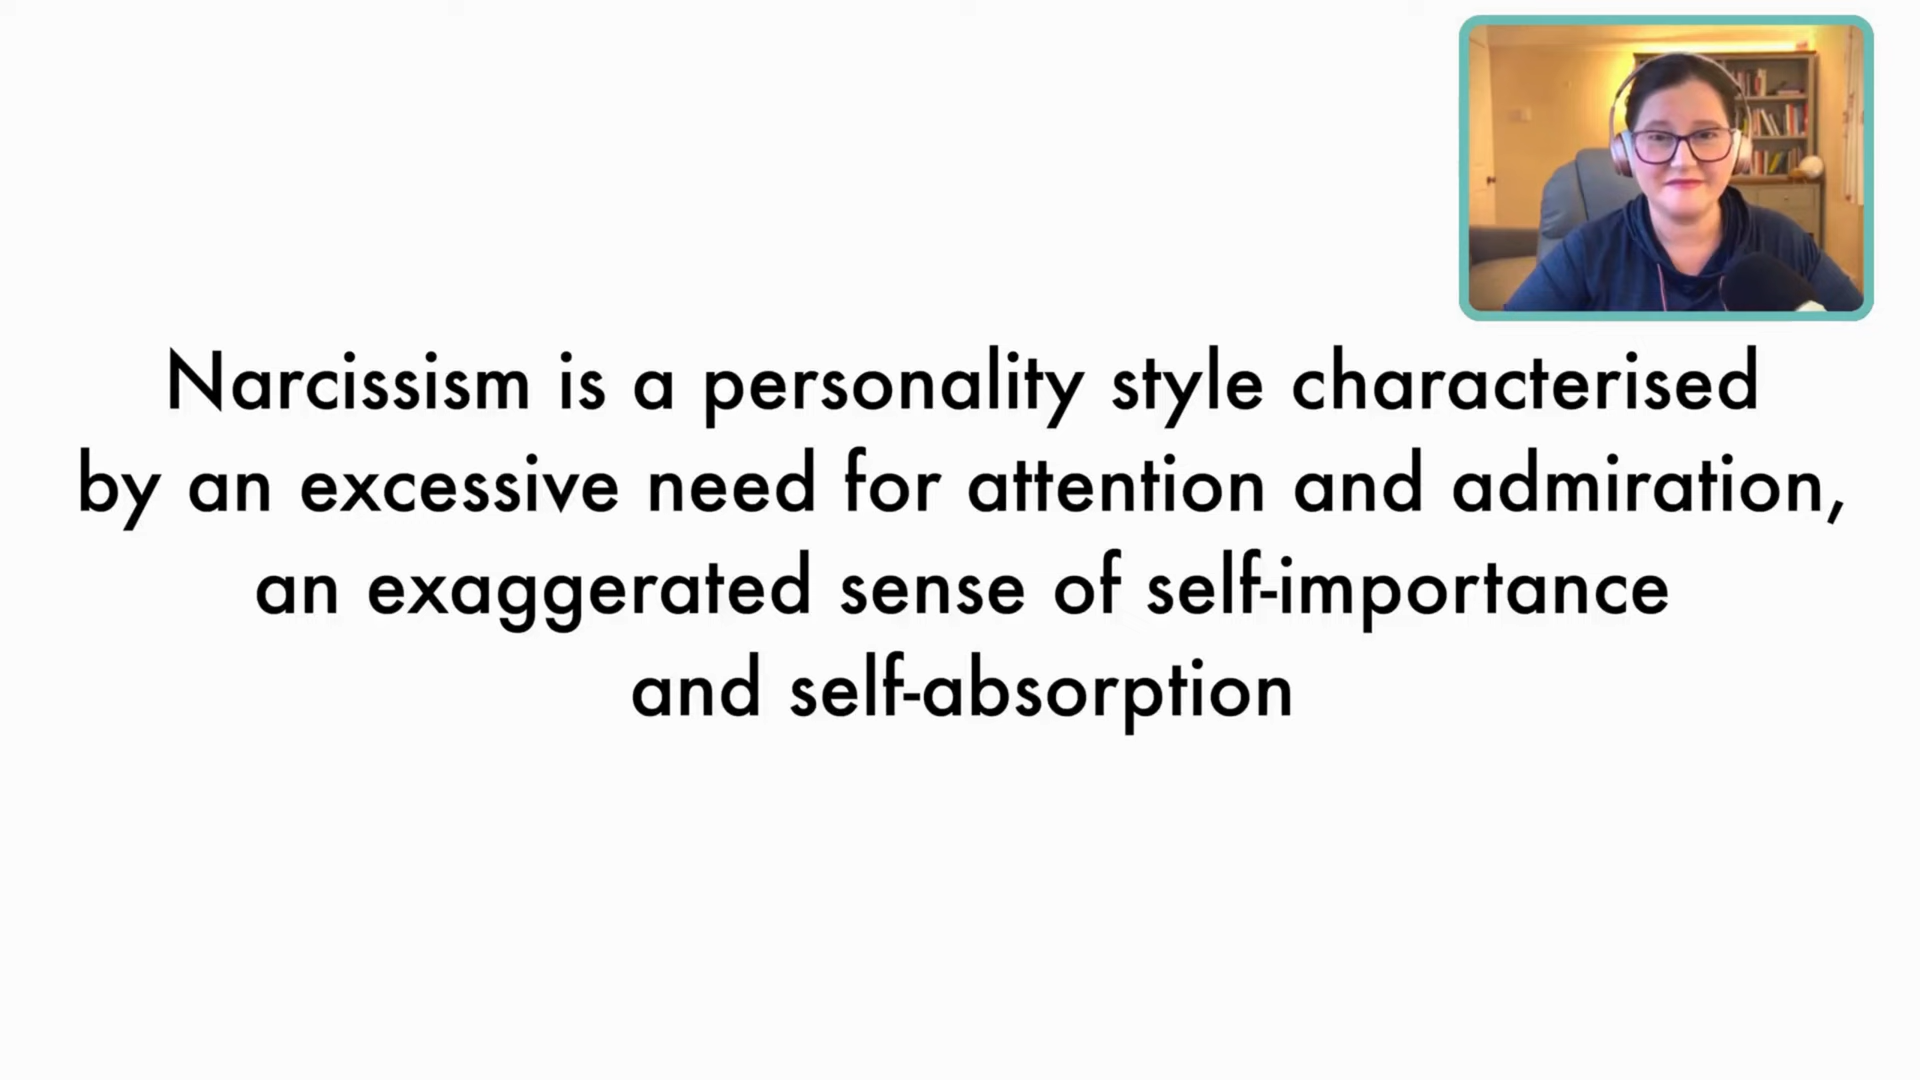 Narcissism is a personality style characterised
by an excessive need for attention and admiration,
an exaggerated sense of self-importance
and self-absorption